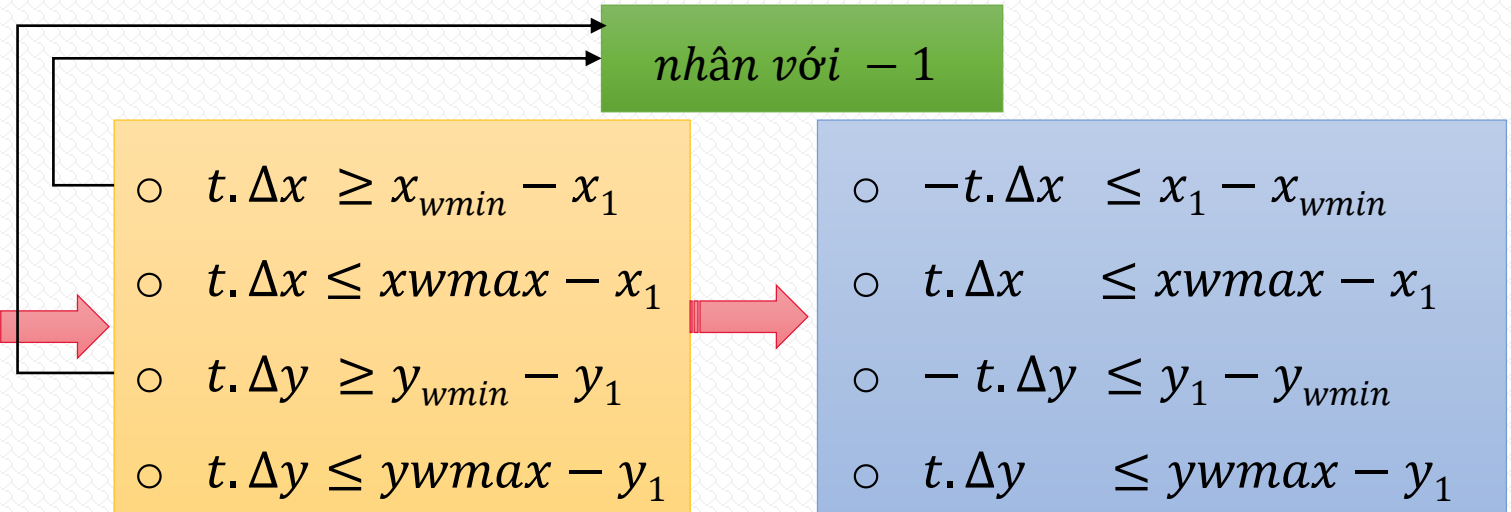 nhân với − 1
○ t. Δx ≥ x_wmin − x_1
○ t. Δx ≤ xwmax − x_1
○ t. Δy ≥ y_wmin − y_1
○ t. Δy ≤ ywmax − y_1
○ −t. Δx ≤ x_1 − x_wmin
○ t. Δx ≤ xwmax − x_1
○ − t. Δy ≤ y_1 − y_wmin
○ t. Δy ≤ ywmax − y_1